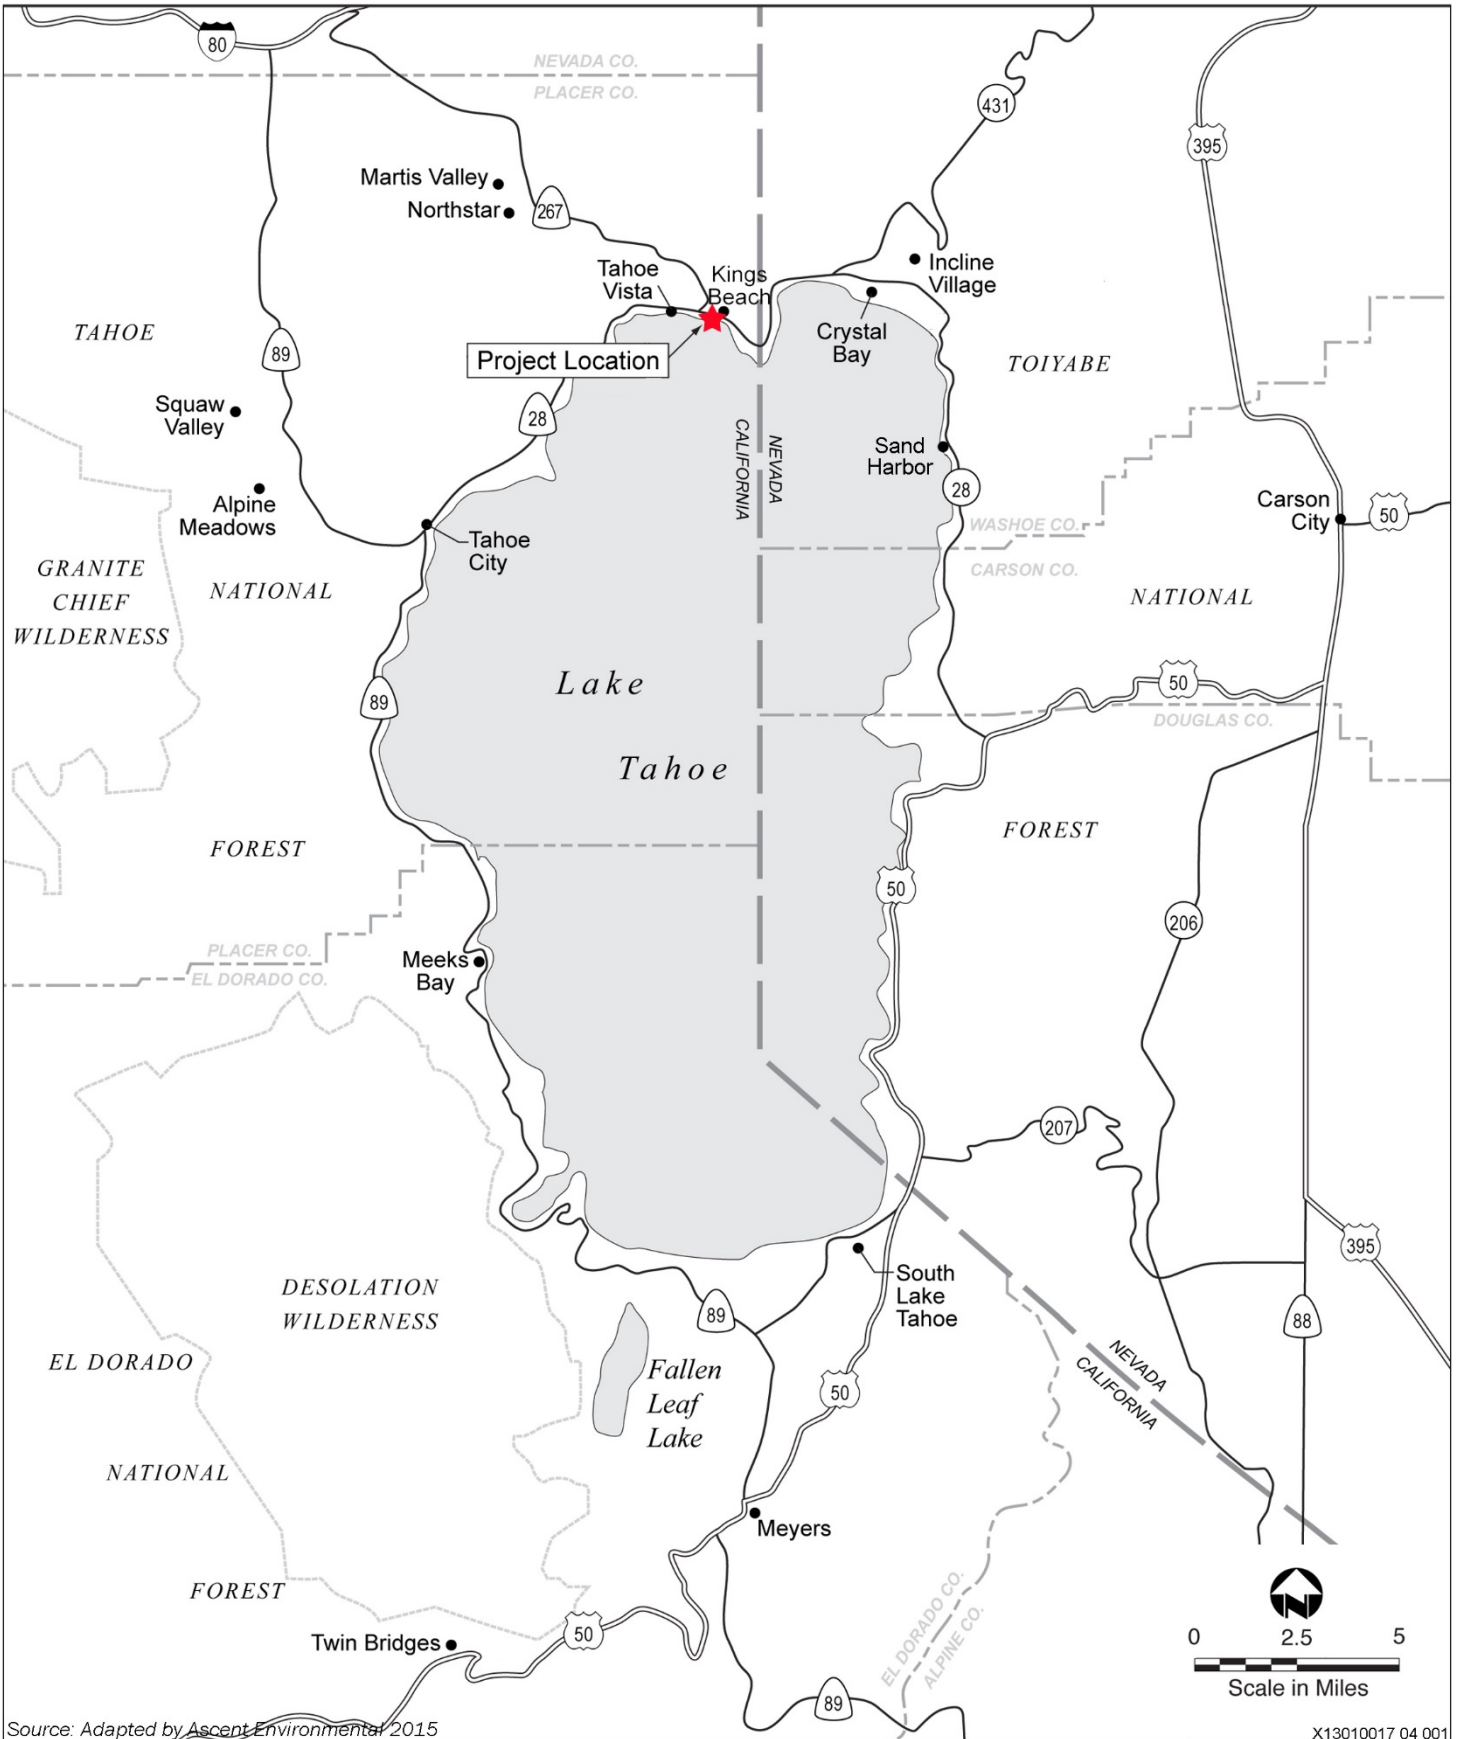 80
NEVADA CO.
PLACER CO.
431
395
Martis Valley
Northstar
267
Tahoe
Vista
Kings
Beach
Incline
Village
Crystal
Bay
Project Location
TAHOE
89
TOIYABE
28
Squaw
Valley
CALIFORNIA
NEVADA
Sand
Harbor
28
Alpine
Meadows
Tahoe
City
WASHOE CO.
CARSON CO.
Carson
City
50
GRANITE
CHIEF
WILDERNESS
NATIONAL
NATIONAL
Lake
Tahoe
89
50
DOUGLAS CO.
FOREST
FOREST
50
206
PLACER CO.
EL DORADO CO.
Meeks
Bay
207
395
DESOLATION
WILDERNESS
South
Lake
Tahoe
89
88
EL DORADO
Fallen
Leaf
Lake
50
NEVADA
CALIFORNIA
NATIONAL
Meyers
FOREST
Twin Bridges
50
EL DORADO CO.
ALPINE CO.
89
N
0 2.5 5
Scale in Miles
Source: Adapted by Ascent Environmental 2015
X13010017 04 001